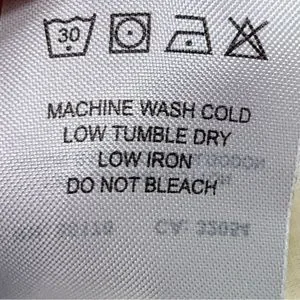 30
MACHINE WASH COLD
LOW TUMBLE DRY
LOW IRON
DO NOT BLEACH